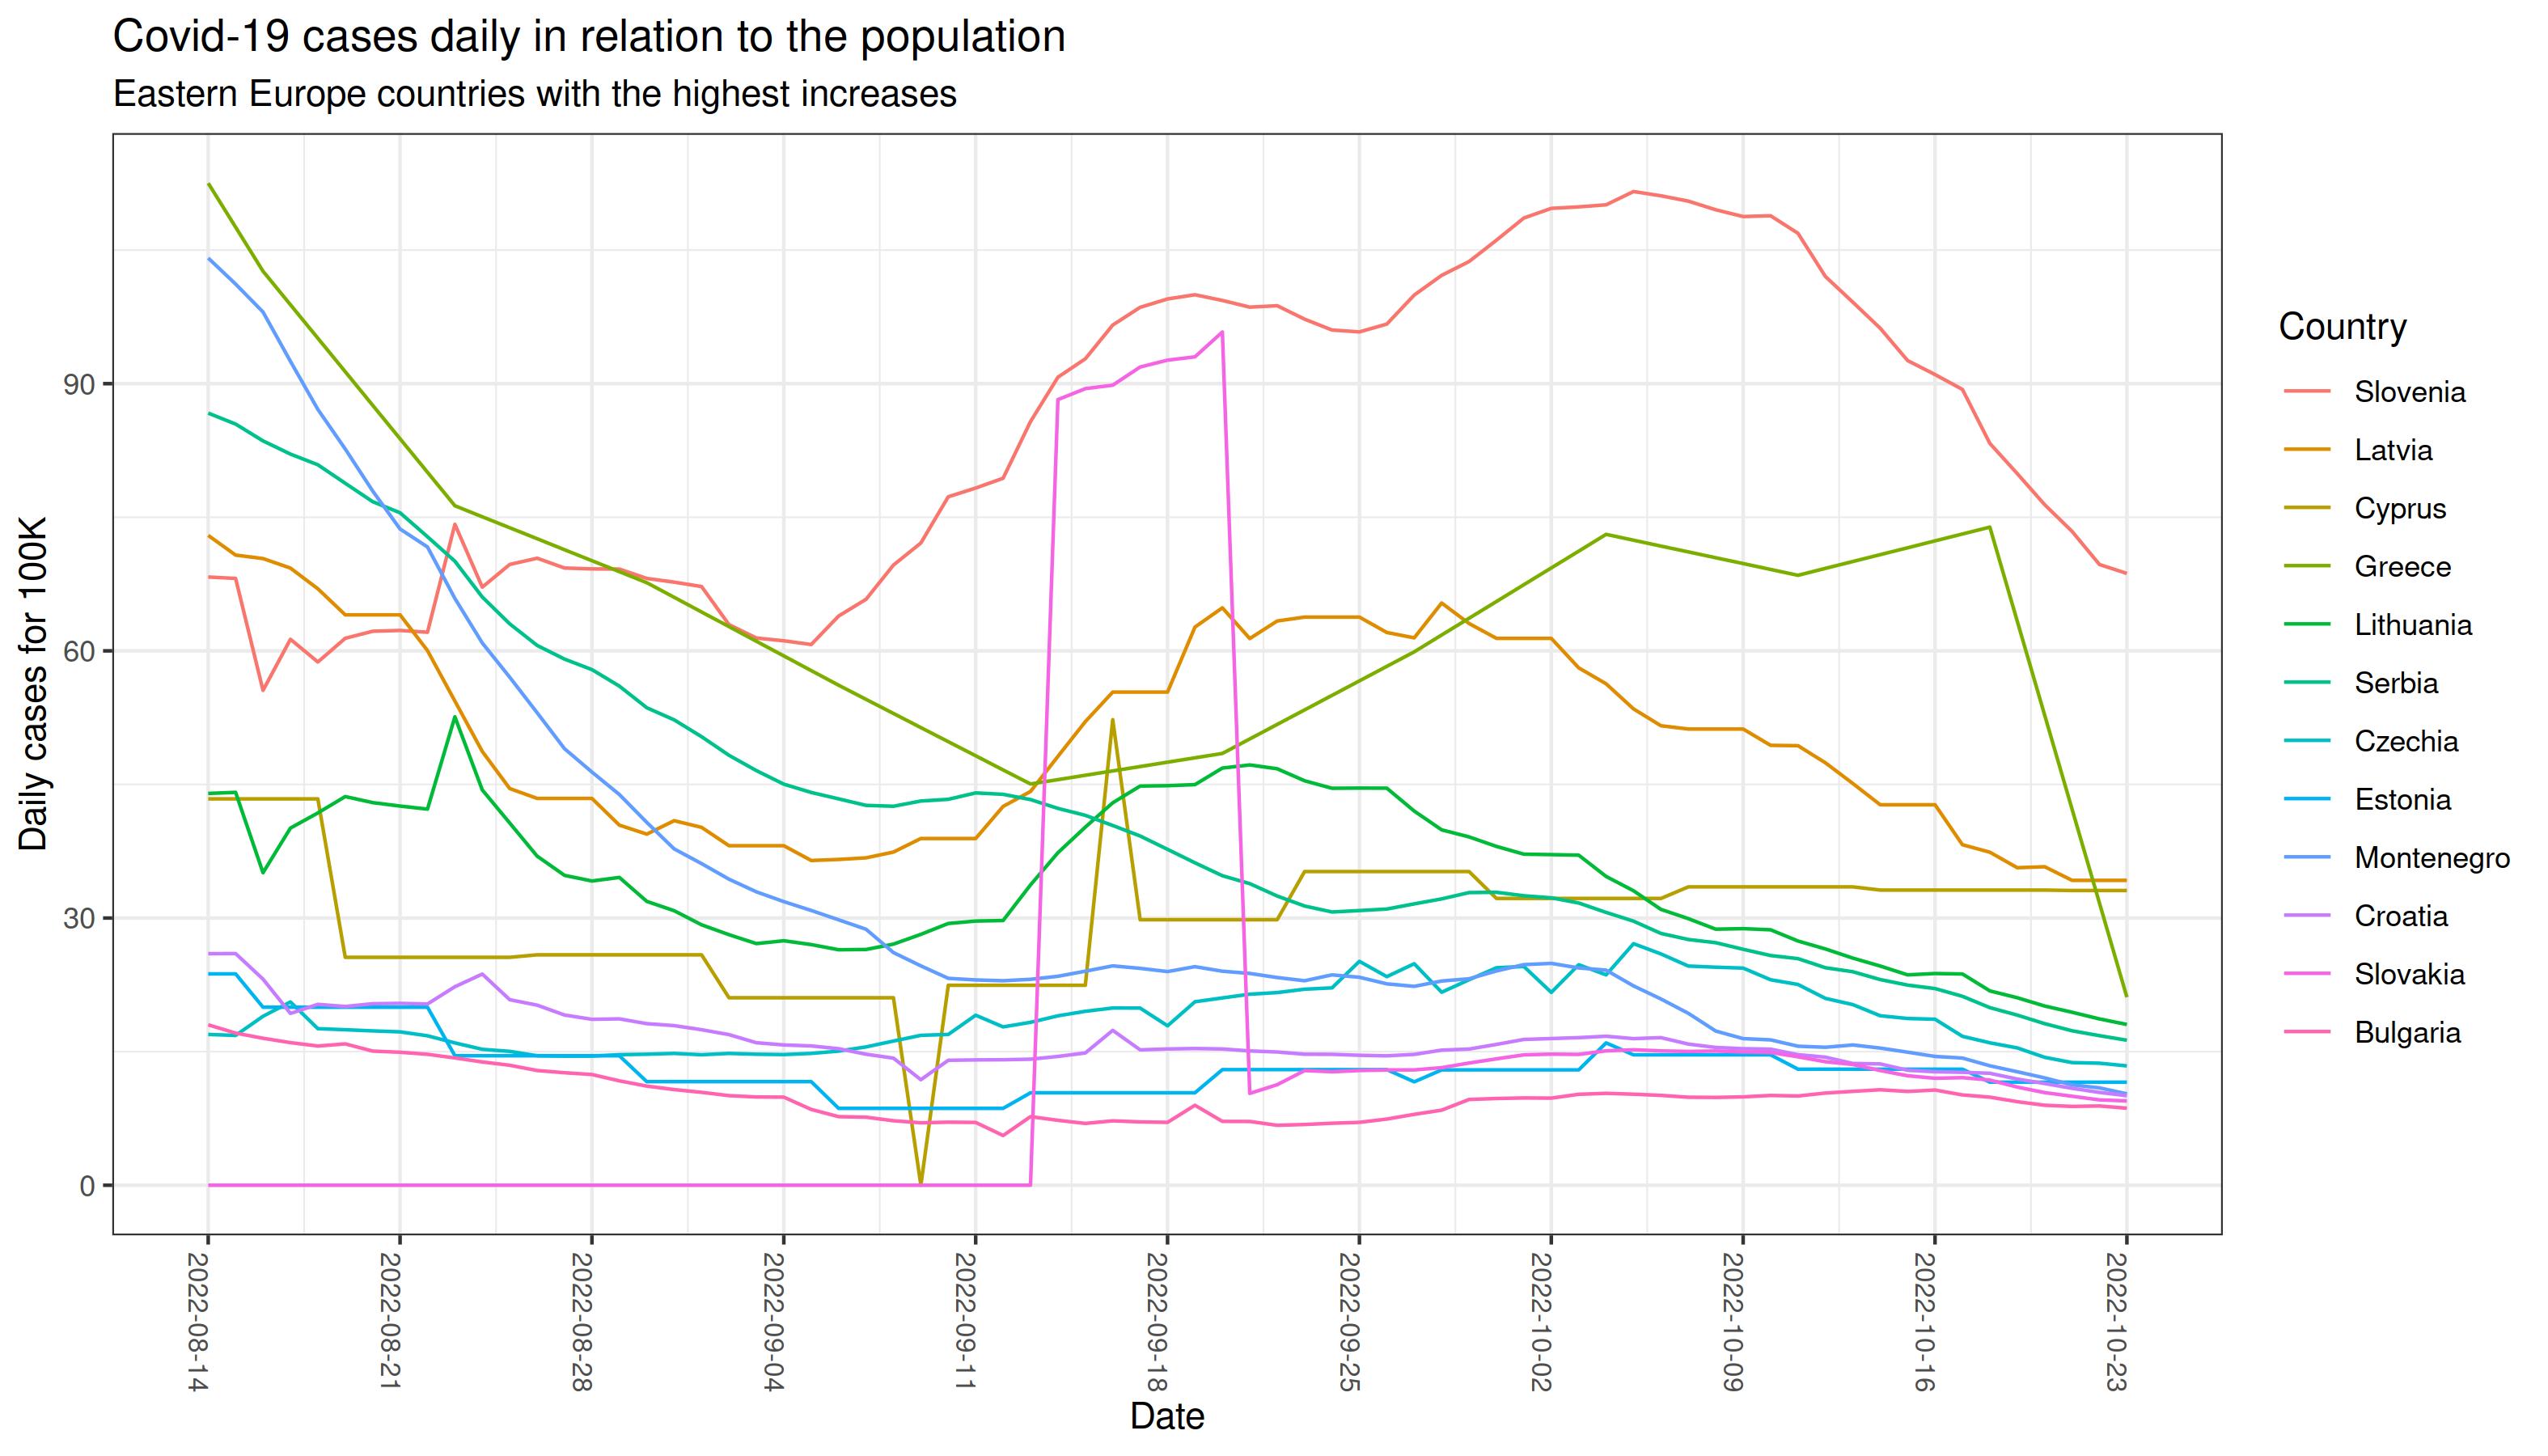 Covid-19 cases daily in relation to the population
Eastern Europe countries with the highest increases
Daily cases for 100K
90
60
30
0
2022-08-14
2022-08-21
2022-08-28
2022-09-04
2022-09-11
2022-09-18
2022-09-25
2022-10-02
2022-10-09
2022-10-16
2022-10-23
Date
Country
Slovenia
Latvia
Cyprus
Greece
Lithuania
Serbia
Czechia
Estonia
Montenegro
Croatia
Slovakia
Bulgaria